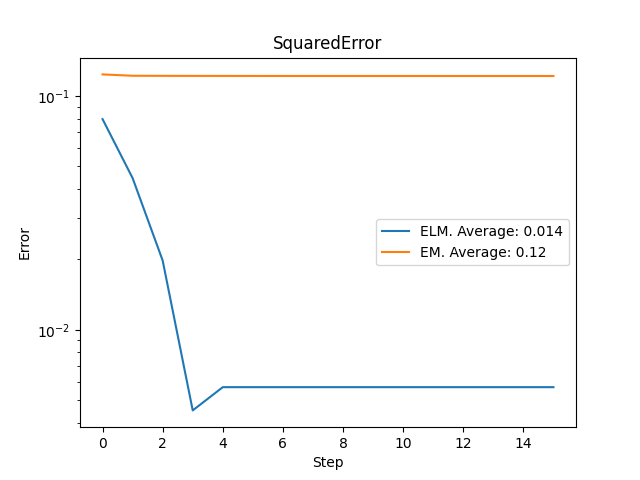 SquaredError
10⁻¹
10⁻²
Error
ELM. Average: 0.014
EM. Average: 0.12
0 2 4 6 8 10 12 14
Step